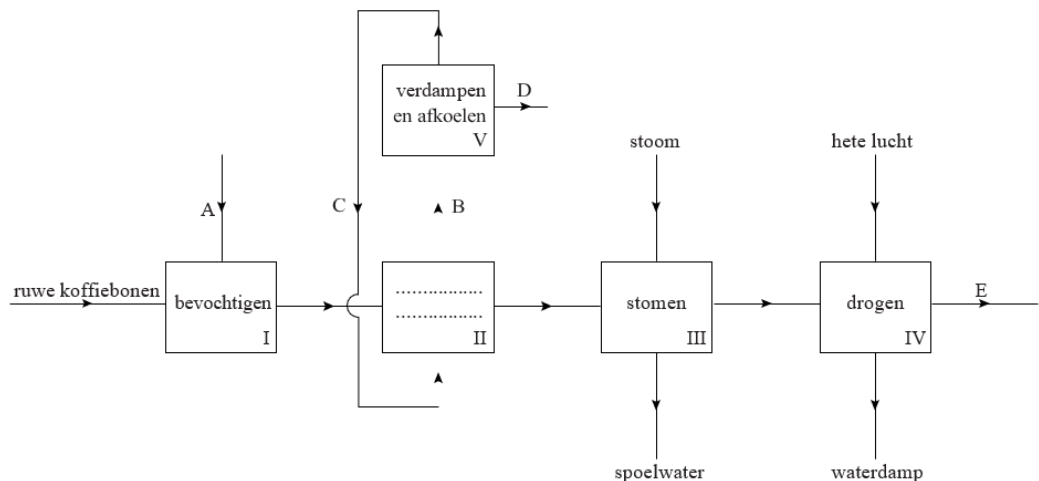 verdampen
en afkoelen
V
D
stoom
hete lucht
A
C
B
ruwe koffiebonen
bevochtigen
I
..................
..................
II
stomen
III
drogen
IV
E
spoelwater
waterdamp